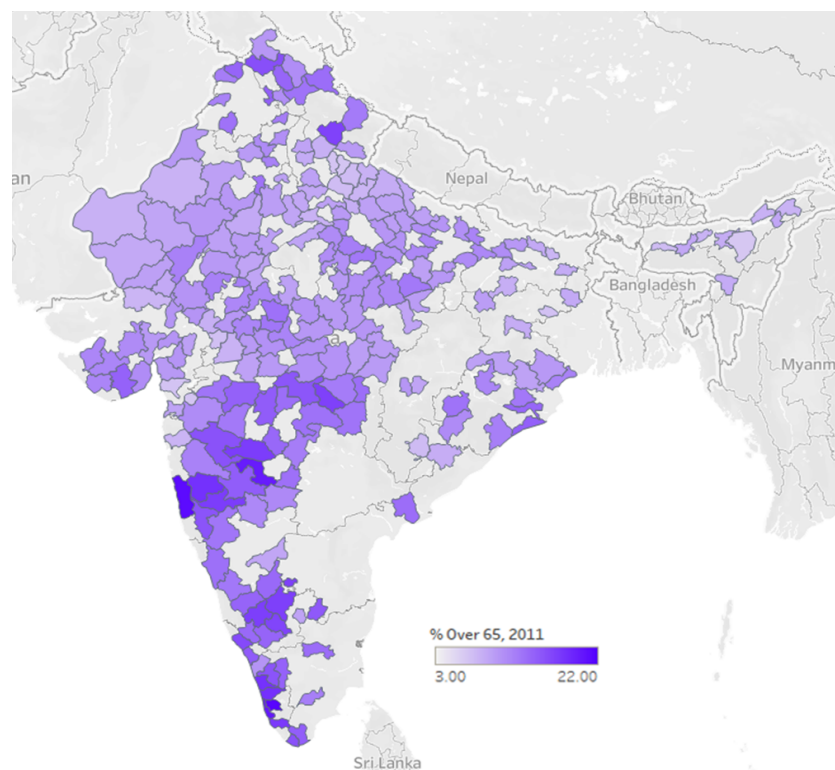 an
Nepal
Bhutan
Bangladesh
a
Myanm
% Over 65, 2011
3.00
22.00
Sri Lanka